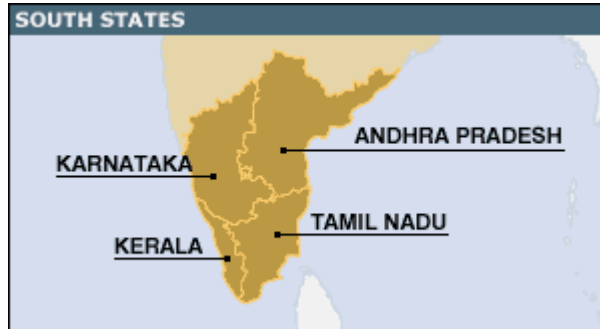 SOUTH STATES
ANDHRA PRADESH
KARNATAKA
TAMIL NADU
KERALA